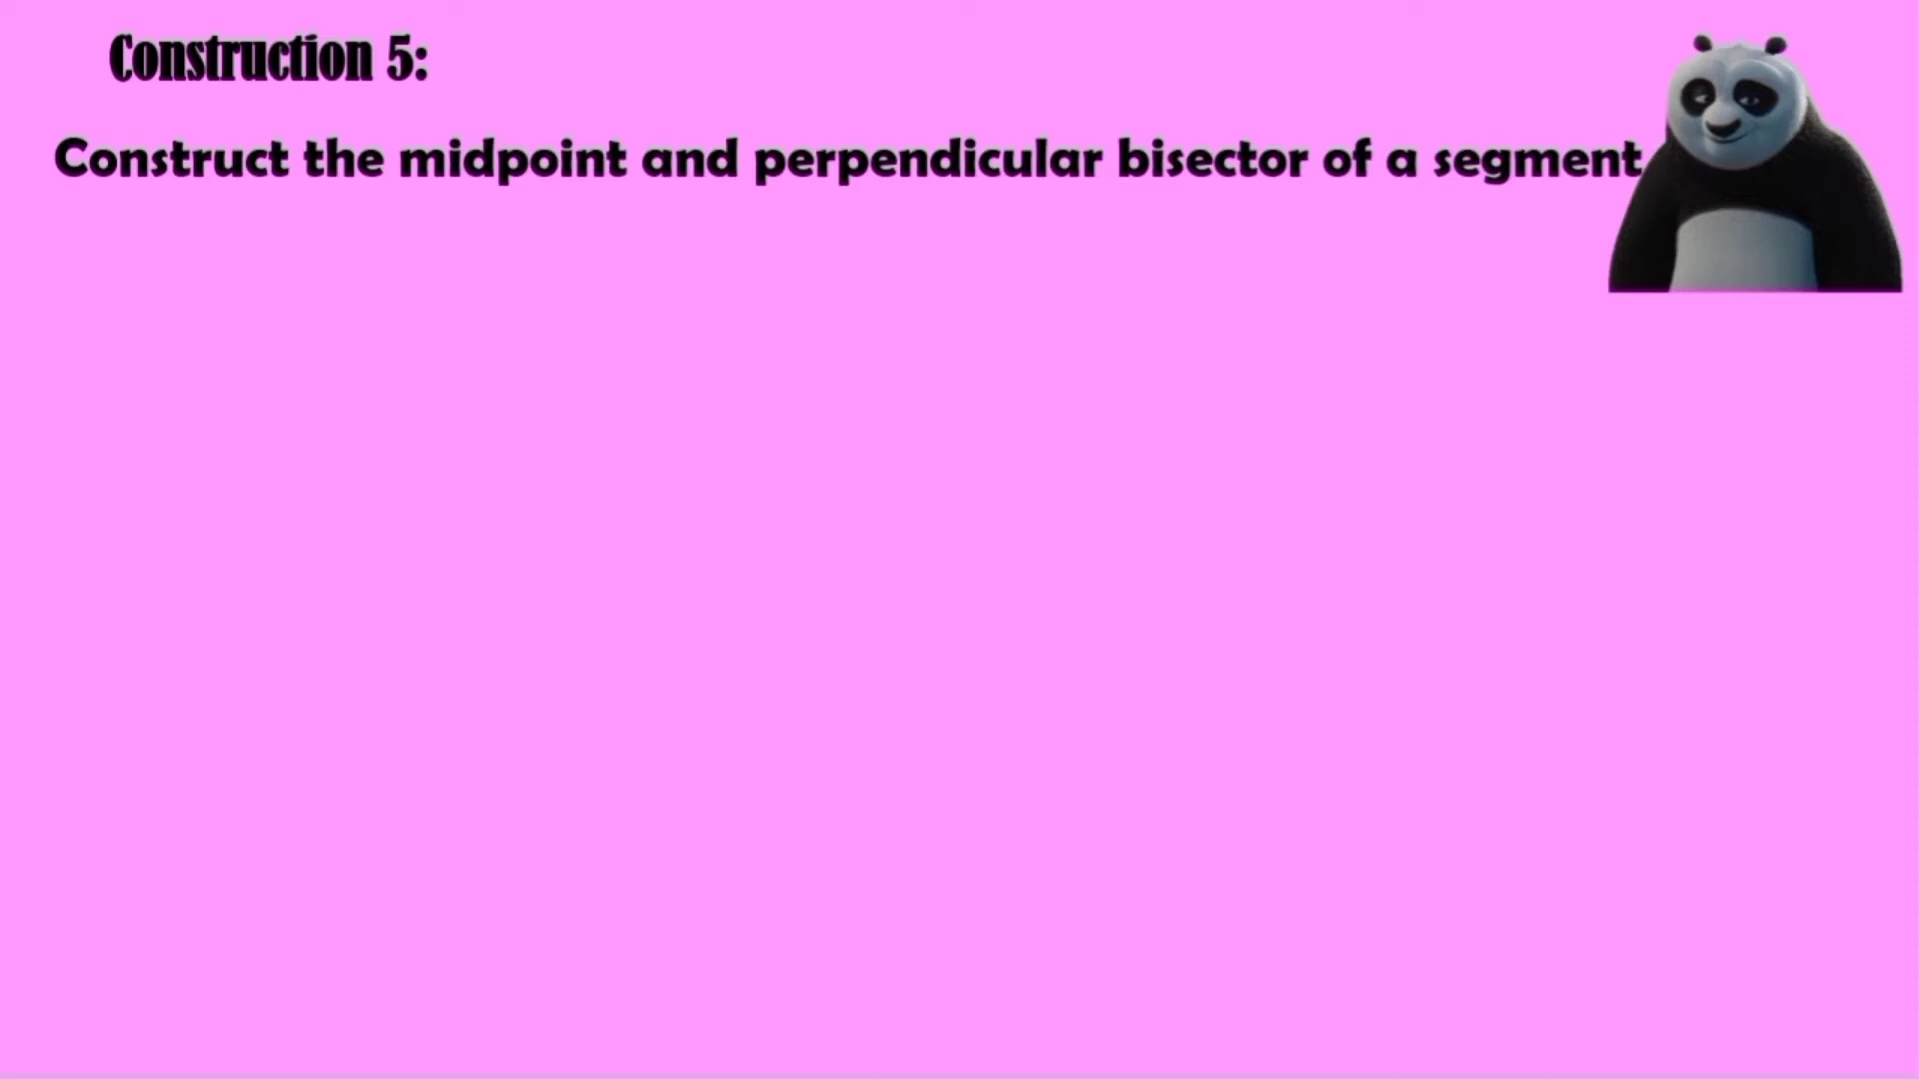 Construction 5:
Construct the midpoint and perpendicular bisector of a segment